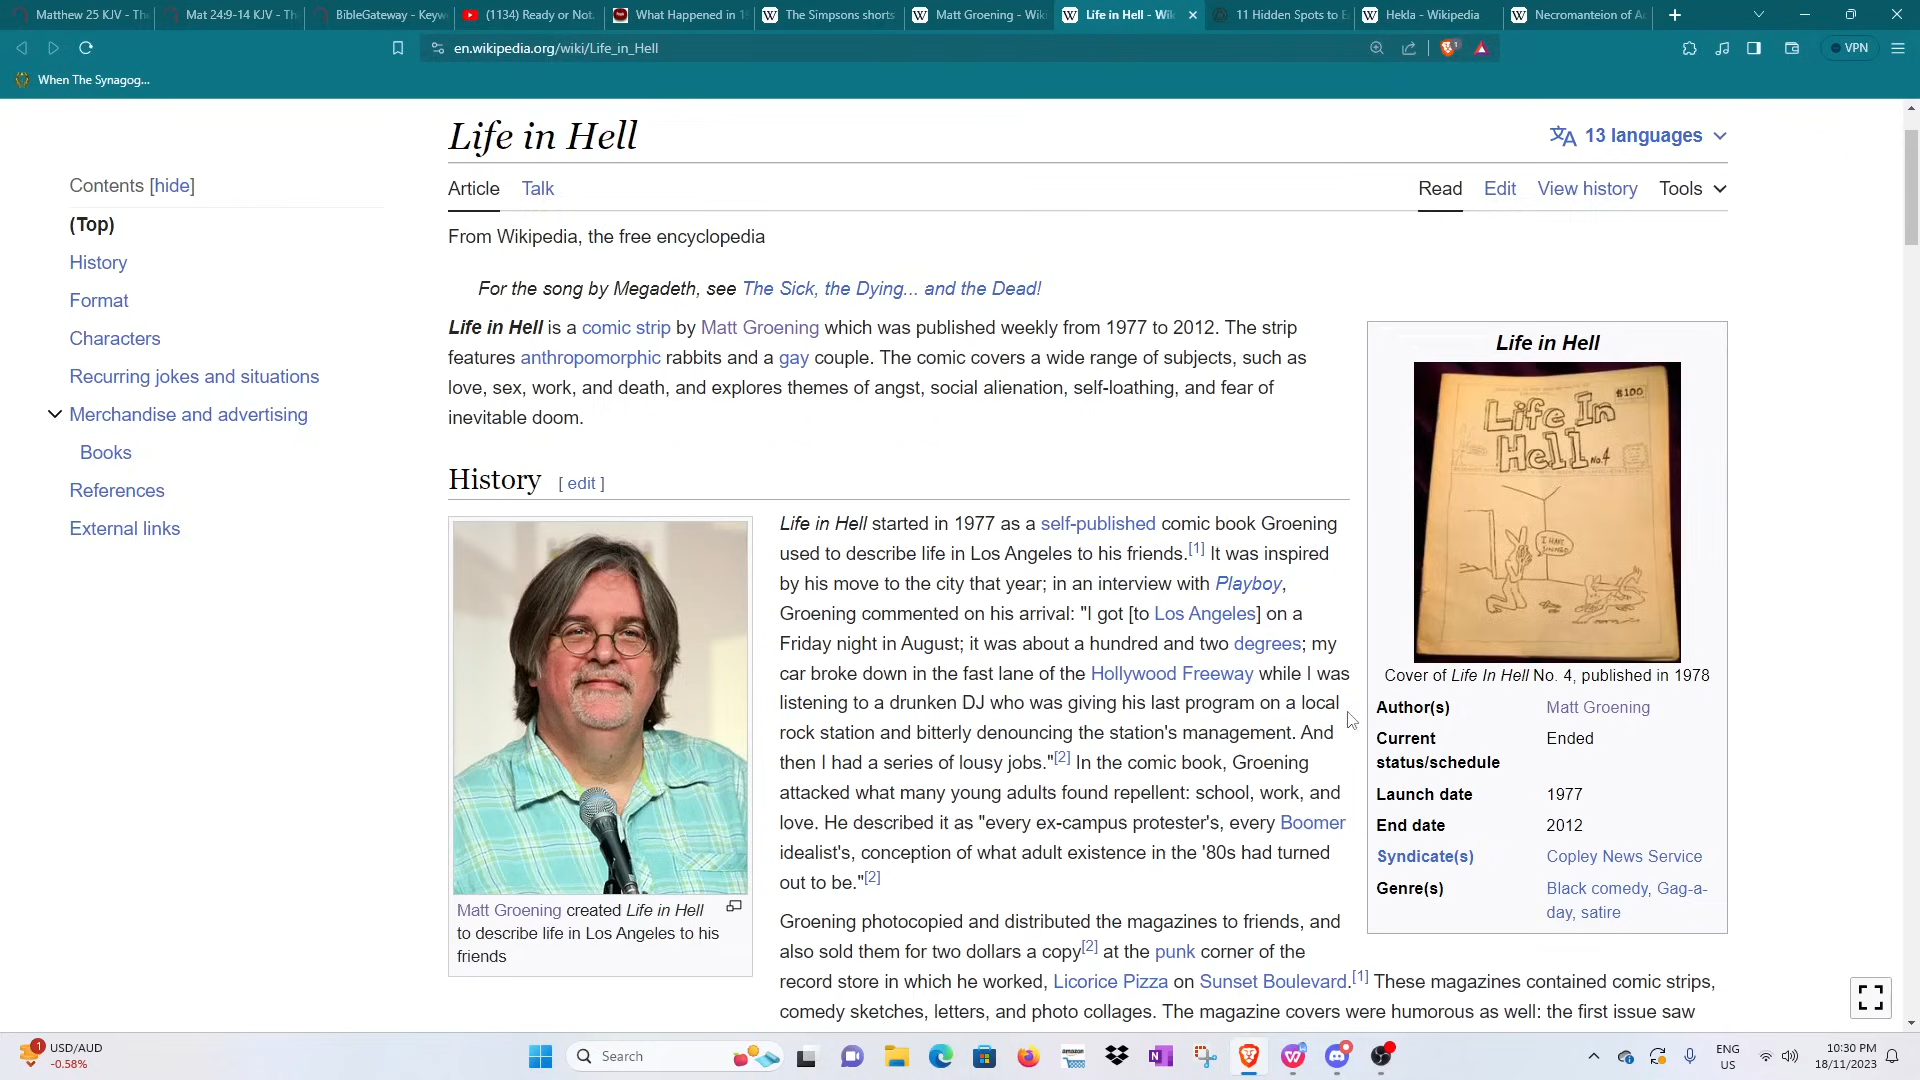 Matthew 25 KJV - The
Mat 24:9-14 KJV - Th
BibleGateway - Keyw
(1134) Ready or Not.
What Happened in 19
The Simpsons shorts
Matt Groening - Wiki
Life in Hell - Wik
11 Hidden Spots to E
Hekla - Wikipedia
Necromanteion of Ac
en.wikipedia.org/wiki/Life_in_Hell
1
VPN
When The Synagog...
Life in Hell
13 languages
Contents [hide]
(Top)
History
Format
Characters
Recurring jokes and situations
Merchandise and advertising
Books
References
External links
Article Talk
Read Edit View history Tools
From Wikipedia, the free encyclopedia
For the song by Megadeth, see The Sick, the Dying... and the Dead!
Life in Hell is a comic strip by Matt Groening which was published weekly from 1977 to 2012. The strip
features anthropomorphic rabbits and a gay couple. The comic covers a wide range of subjects, such as
love, sex, work, and death, and explores themes of angst, social alienation, self-loathing, and fear of
inevitable doom.
History [ edit ]
Matt Groening created Life in Hell
to describe life in Los Angeles to his
friends
Life in Hell started in 1977 as a self-published comic book Groening
used to describe life in Los Angeles to his friends.[1] It was inspired
by his move to the city that year; in an interview with Playboy,
Groening commented on his arrival: "I got [to Los Angeles] on a
Friday night in August; it was about a hundred and two degrees; my
car broke down in the fast lane of the Hollywood Freeway while I was
listening to a drunken DJ who was giving his last program on a local
rock station and bitterly denouncing the station's management. And
then I had a series of lousy jobs."[2] In the comic book, Groening
attacked what many young adults found repellent: school, work, and
love. He described it as "every ex-campus protester's, every Boomer
idealist's, conception of what adult existence in the '80s had turned
out to be."[2]
Groening photocopied and distributed the magazines to friends, and
also sold them for two dollars a copy[2] at the punk corner of the
record store in which he worked, Licorice Pizza on Sunset Boulevard.[1] These magazines contained comic strips,
comedy sketches, letters, and photo collages. The magazine covers were humorous as well: the first issue saw
Life in Hell
$1.00
Life In
Hell No. 4
I HAVE
SINNED
Cover of Life In Hell No. 4, published in 1978
Author(s) Matt Groening
Current Ended
status/schedule
Launch date 1977
End date 2012
Syndicate(s) Copley News Service
Genre(s) Black comedy, Gag-a-
day, satire
1
USD/AUD
-0.58%
Search
amazon
ENG
US
10:30 PM
18/11/2023